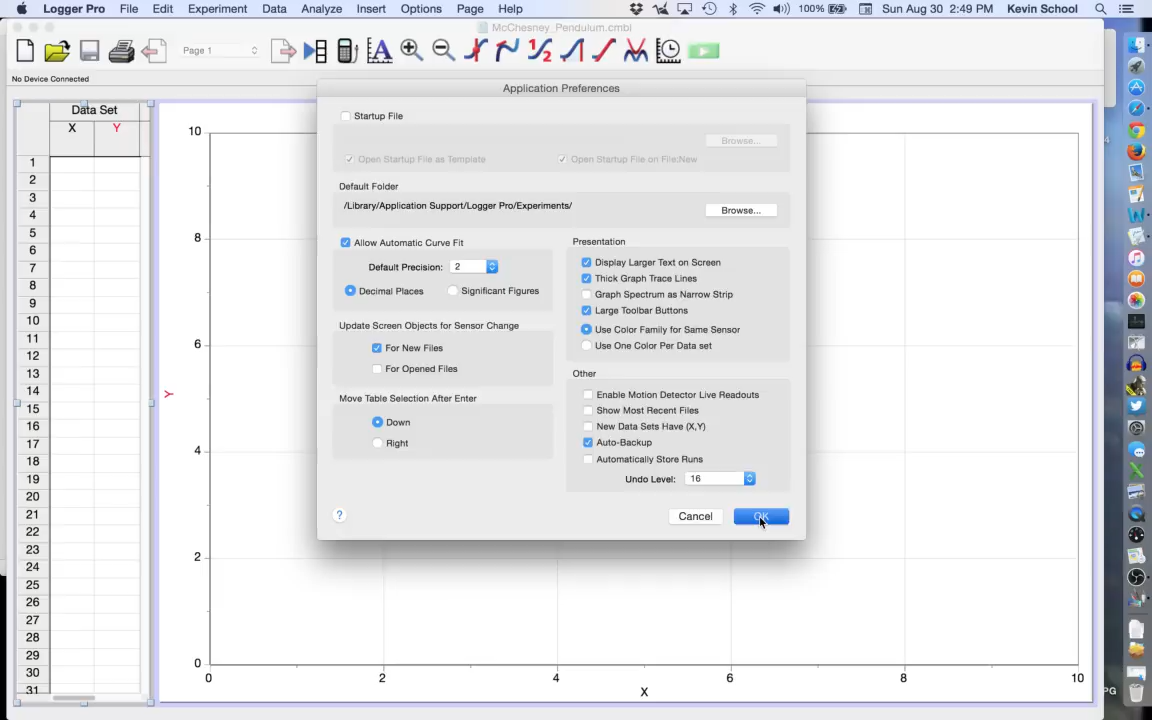 Logger Pro File Edit Experiment Data Analyze Insert Options Page Help 100% Sun Aug 30 2:49 PM Kevin School
McChesney_Pendulum.cmbl
Page 1
No Device Connected
Application Preferences
Startup File
Browse...
Open Startup File as Template Open Startup File on File:New
Default Folder
/Library/Application Support/Logger Pro/Experiments/
Browse...
Allow Automatic Curve Fit
Default Precision: 2
Decimal Places Significant Figures
Update Screen Objects for Sensor Change
For New Files
For Opened Files
Move Table Selection After Enter
Down
Right
Presentation
Display Larger Text on Screen
Thick Graph Trace Lines
Graph Spectrum as Narrow Strip
Large Toolbar Buttons
Use Color Family for Same Sensor
Use One Color Per Data set
Other
Enable Motion Detector Live Readouts
Show Most Recent Files
New Data Sets Have (X,Y)
Auto-Backup
Automatically Store Runs
Undo Level: 16
?
Cancel OK
Data Set
X Y
1
2
3
4
5
6
7
8
9
10
11
12
13
14
15
16
17
18
19
20
21
22
23
24
25
26
27
28
29
30
31
10
8
6
4
2
0
Y
0 2 4 6 8 10
X
PG